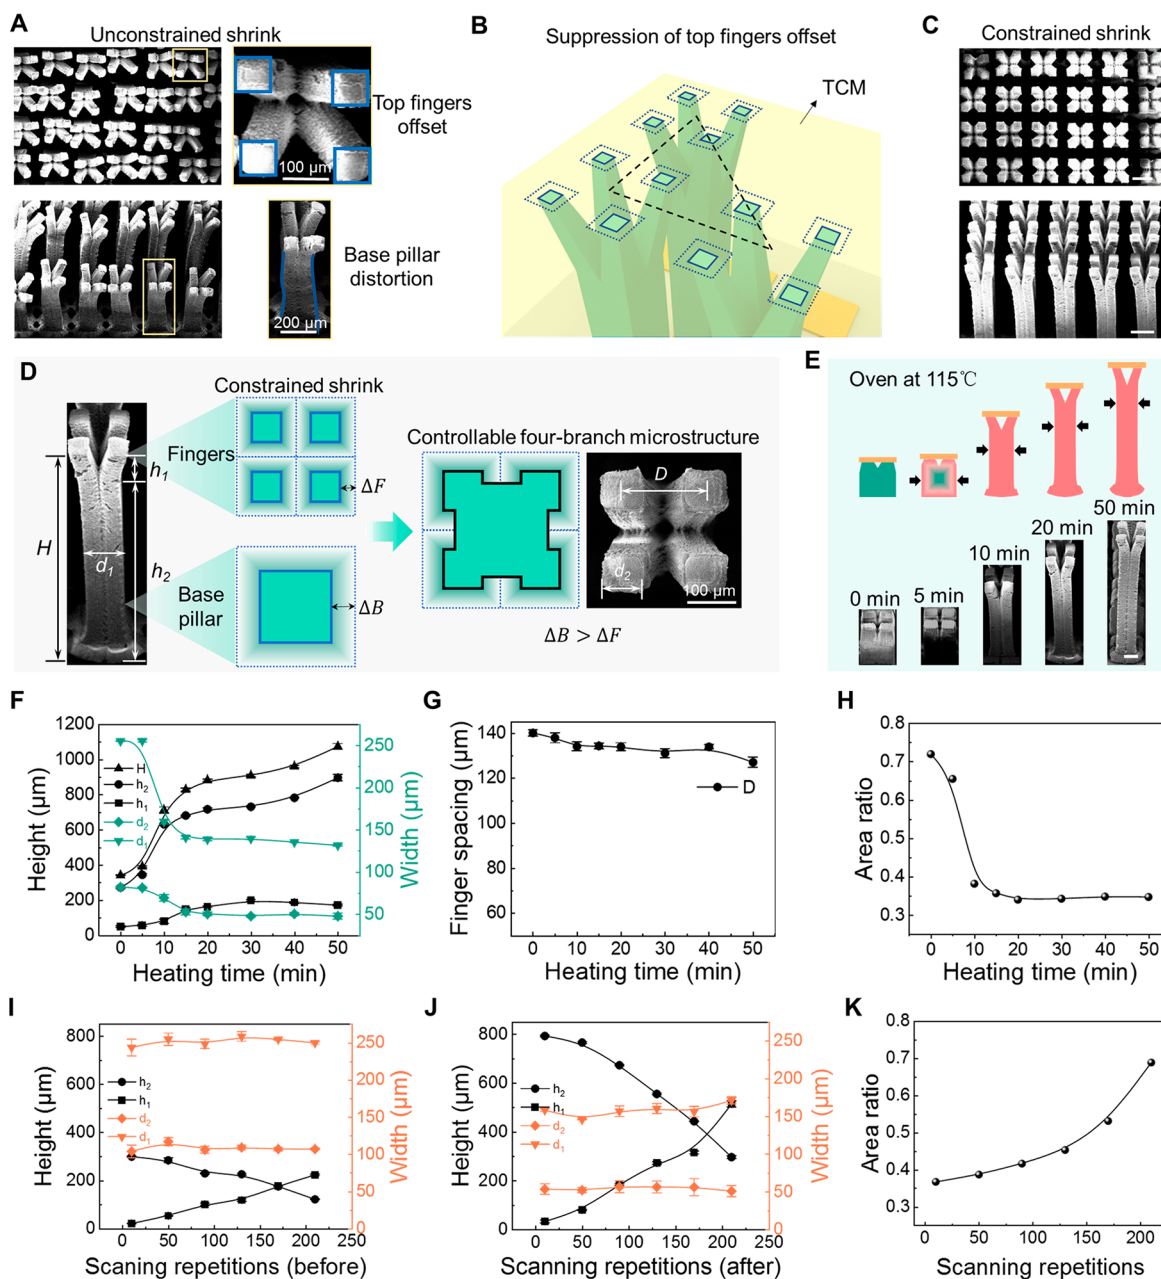 A
Unconstrained shrink
Top fingers
offset
100 μm
Base pillar
distortion
200 μm
B
Suppression of top fingers offset
TCM
C
Constrained shrink
D
Constrained shrink
Fingers
ΔF
Base
pillar
ΔB
H
h1
h2
d1
Controllable four-branch microstructure
D
d2
100 μm
ΔB > ΔF
E
Oven at 115℃
0 min
5 min
10 min
20 min
50 min
F
Height (μm)
1200
1000
800
600
400
200
0
H
h2
h1
d2
d1
250
200
150
100
50
Width (μm)
0 10 20 30 40 50
Heating time (min)
G
Finger spacing (μm)
140
120
100
80
60
D
0 10 20 30 40 50
Heating time (min)
H
Area ratio
0.8
0.7
0.6
0.5
0.4
0.3
0 10 20 30 40 50
Heating time (min)
I
Height (μm)
800
600
400
200
0
h2
h1
d2
d1
250
200
150
100
50
0
Width (μm)
0 50 100 150 200 250
Scaning repetitions (before)
J
Height (μm)
800
600
400
200
0
h2
h1
d2
d1
250
200
150
100
50
0
Width (μm)
0 50 100 150 200 250
Scanning repetitions (after)
K
Area ratio
0.8
0.7
0.6
0.5
0.4
0.3
0 50 100 150 200
Scanning repetitions